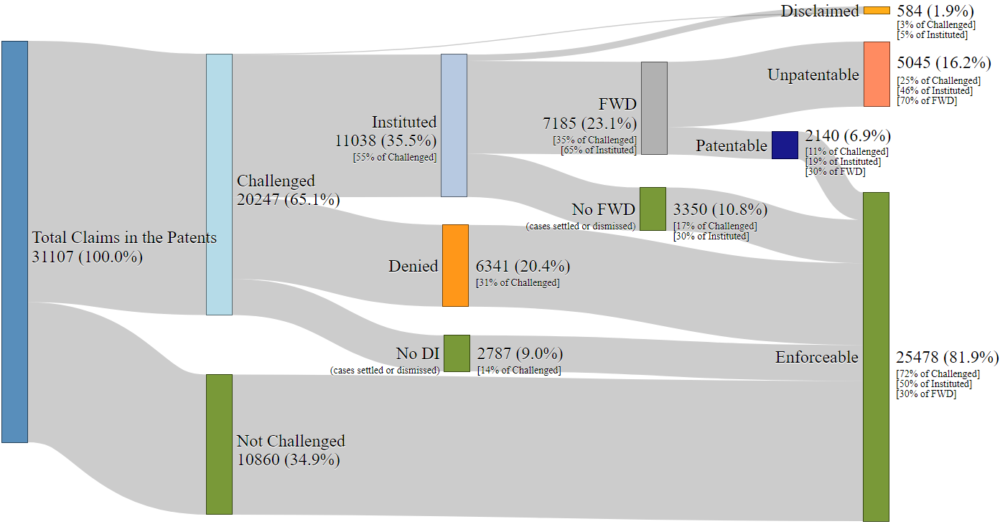 Total Claims in the Patents
31107 (100.0%)
Challenged
20247 (65.1%)
Not Challenged
10860 (34.9%)
Instituted
11038 (35.5%)
[55% of Challenged]
Denied
6341 (20.4%)
[31% of Challenged]
No DI
(cases settled or dismissed)
2787 (9.0%)
[14% of Challenged]
FWD
7185 (23.1%)
[35% of Challenged]
[65% of Instituted]
No FWD
(cases settled or dismissed)
3350 (10.8%)
[17% of Challenged]
[30% of Instituted]
Patentable
2140 (6.9%)
[11% of Challenged]
[19% of Instituted]
[30% of FWD]
Disclaimed
584 (1.9%)
[3% of Challenged]
[5% of Instituted]
Unpatentable
5045 (16.2%)
[25% of Challenged]
[46% of Instituted]
[70% of FWD]
Enforceable
25478 (81.9%)
[72% of Challenged]
[50% of Instituted]
[30% of FWD]